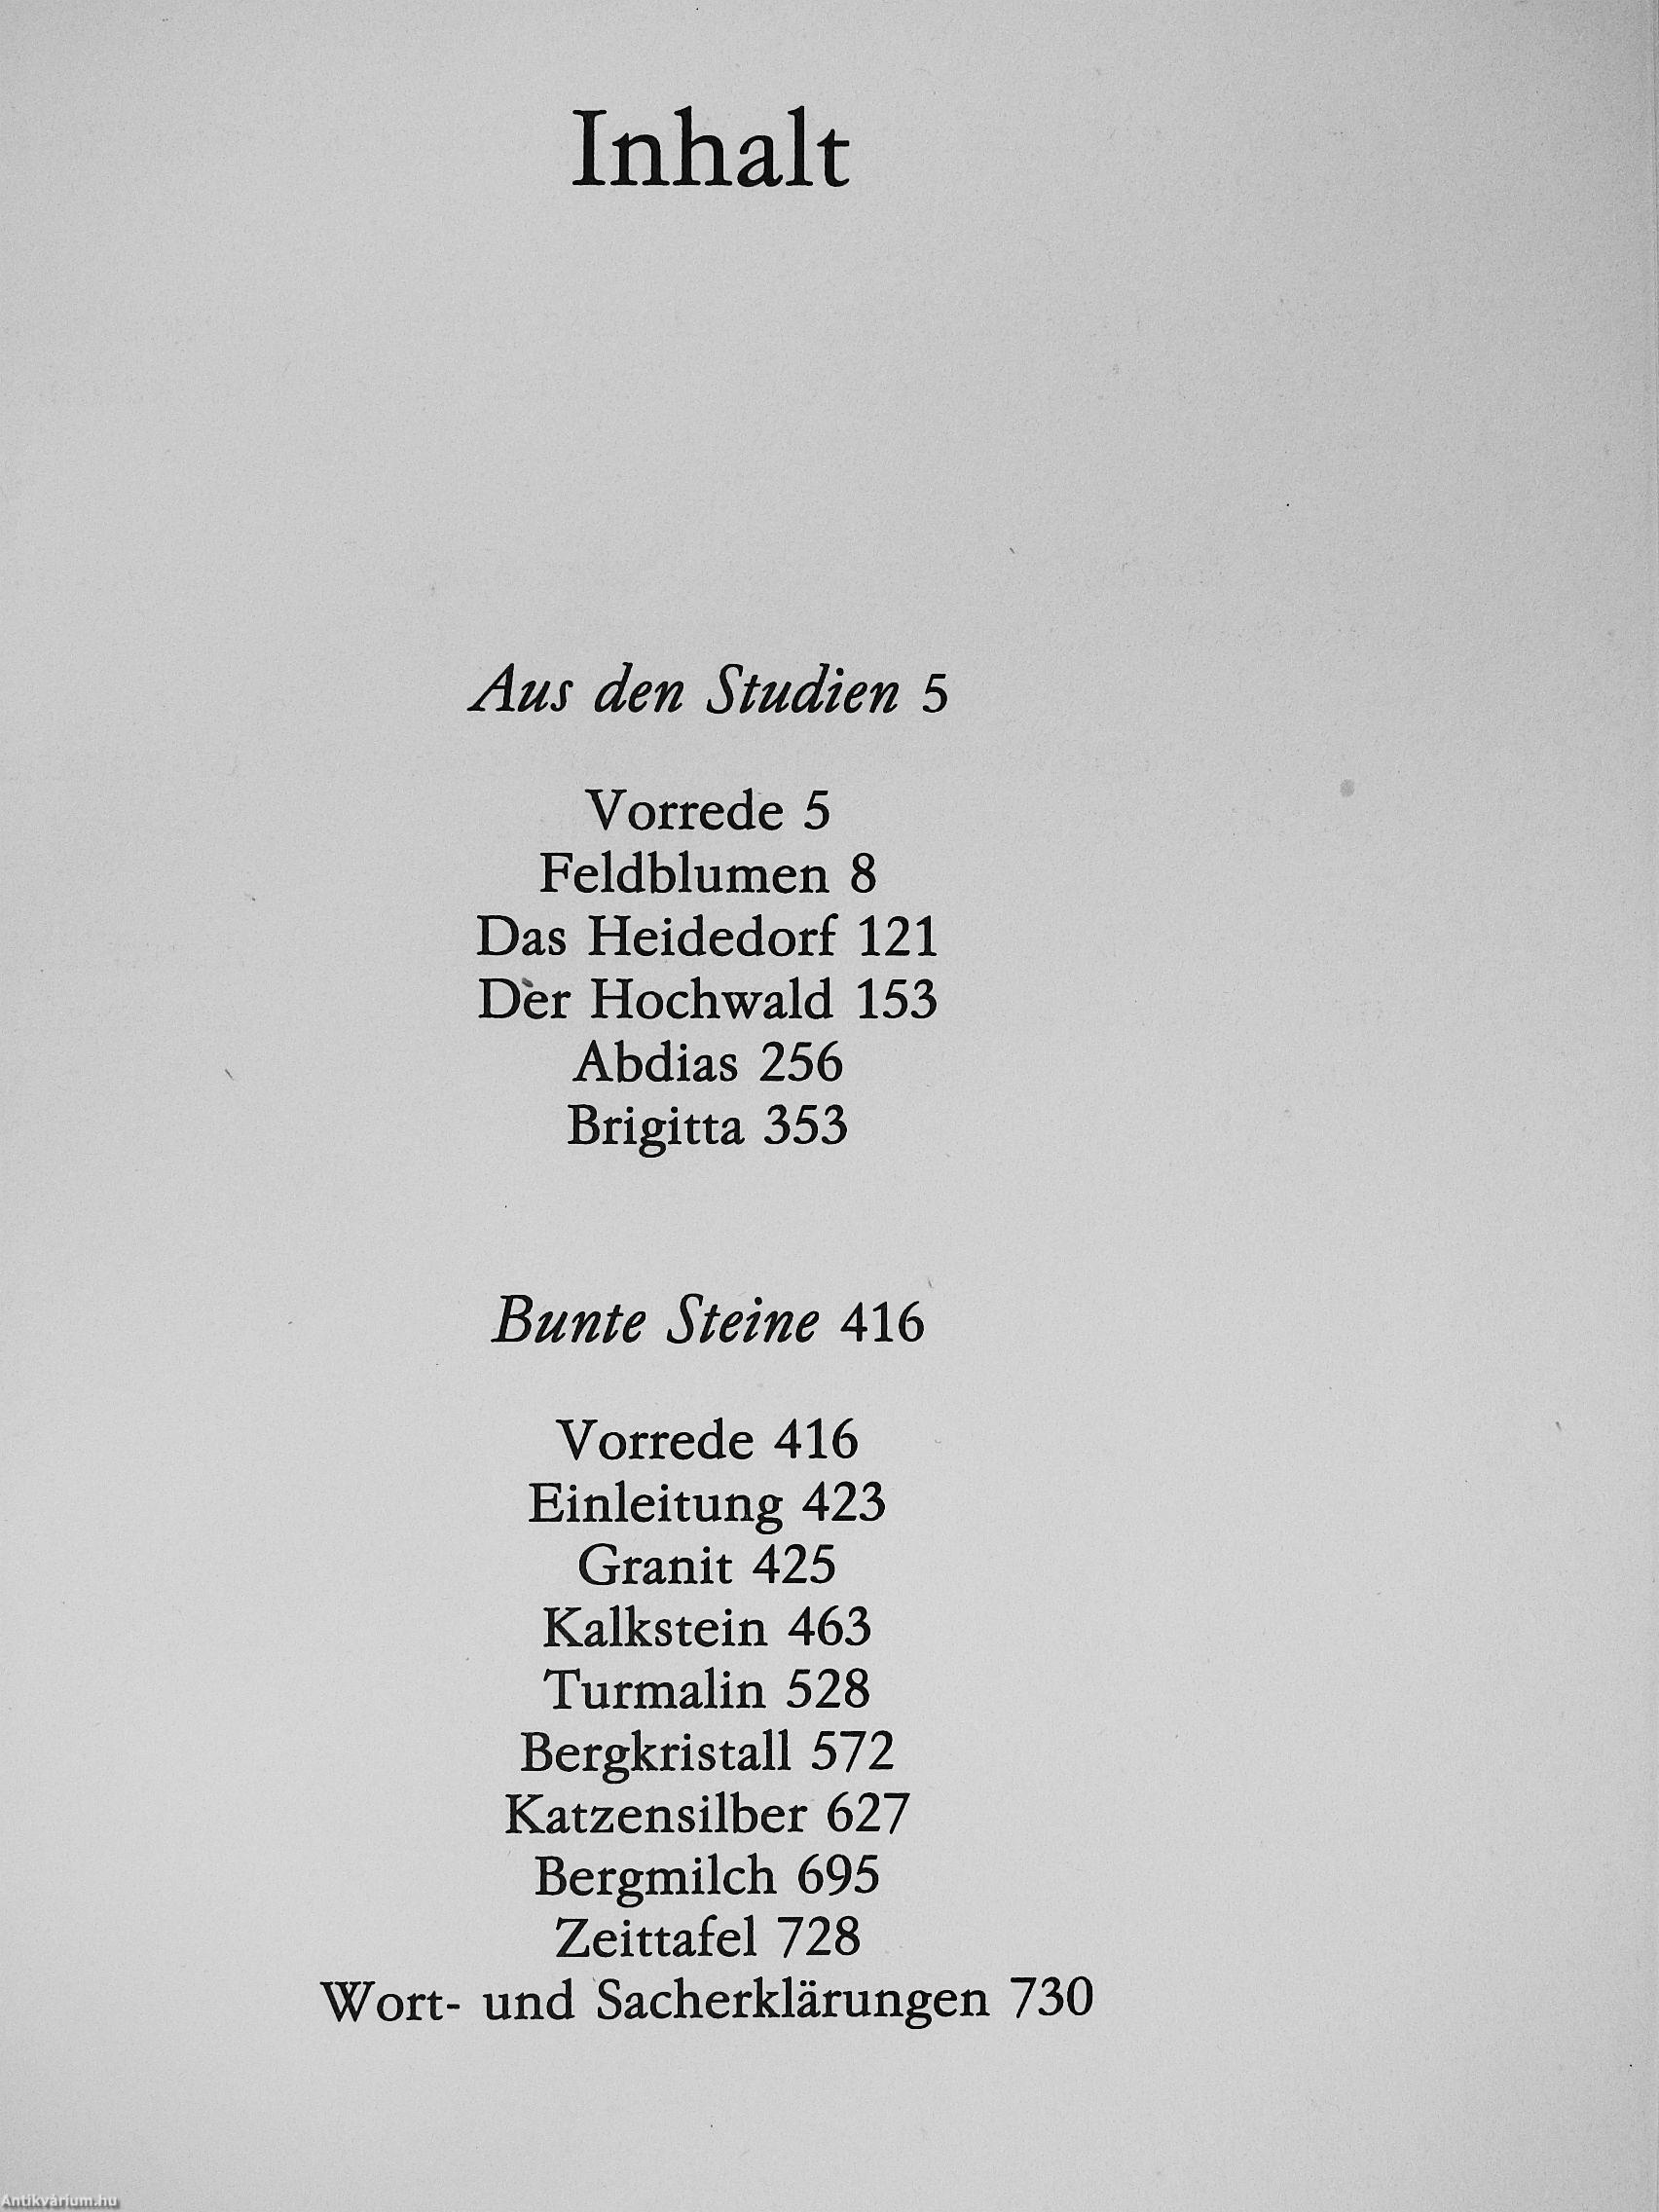 Inhalt
Aus den Studien 5
Vorrede 5
Feldblumen 8
Das Heidedorf 121
Der Hochwald 153
Abdias 256
Brigitta 353
Bunte Steine 416
Vorrede 416
Einleitung 423
Granit 425
Kalkstein 463
Turmalin 528
Bergkristall 572
Katzensilber 627
Bergmilch 695
Zeittafel 728
Wort- und Sacherklärungen 730
Antikvárium.hu